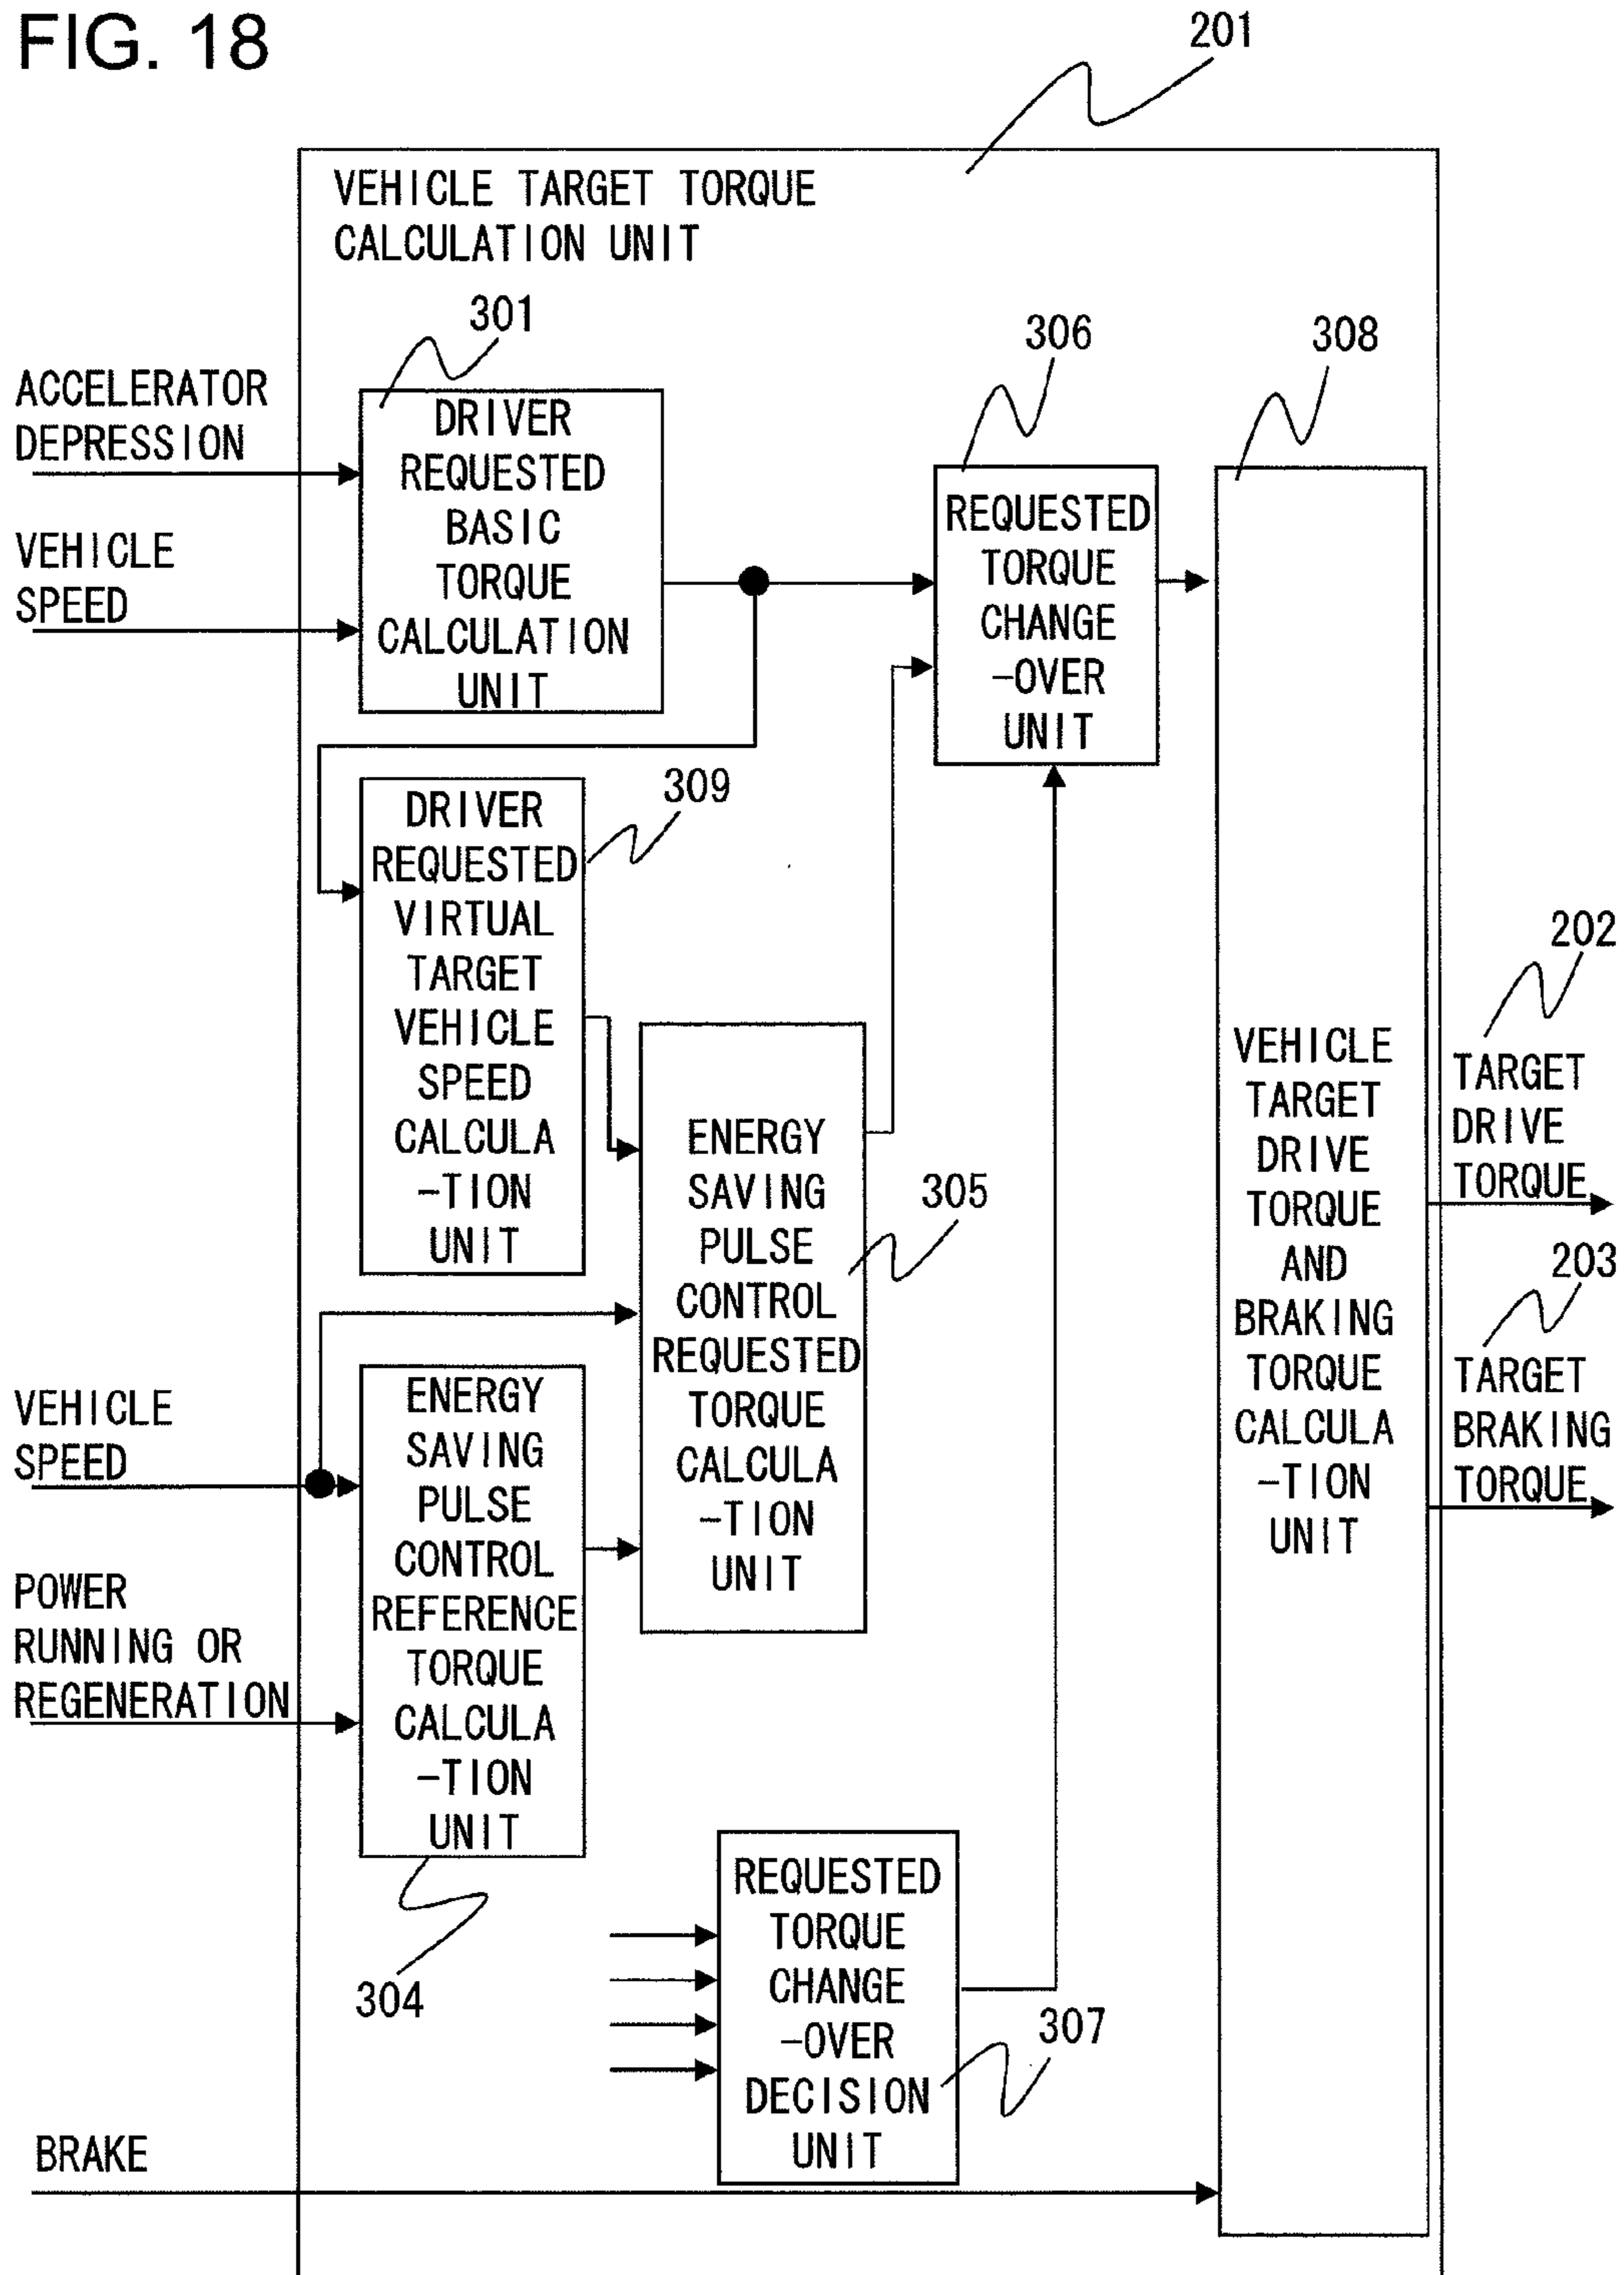 FIG. 18
201
VEHICLE TARGET TORQUE
CALCULATION UNIT
301
306
308
ACCELERATOR
DEPRESSION
VEHICLE
SPEED
DRIVER
REQUESTED
BASIC
TORQUE
CALCULATION
UNIT
REQUESTED
TORQUE
CHANGE
-OVER
UNIT
309
DRIVER
REQUESTED
VIRTUAL
TARGET
VEHICLE
SPEED
CALCULA
-TION
UNIT
ENERGY
SAVING
PULSE
CONTROL
REQUESTED
TORQUE
CALCULA
-TION
UNIT
305
VEHICLE
TARGET
DRIVE
TORQUE
AND
BRAKING
TORQUE
CALCULA
-TION
UNIT
202
TARGET
DRIVE
TORQUE
203
TARGET
BRAKING
TORQUE
VEHICLE
SPEED
POWER
RUNNING OR
REGENERATION
ENERGY
SAVING
PULSE
CONTROL
REFERENCE
TORQUE
CALCULA
-TION
UNIT
304
REQUESTED
TORQUE
CHANGE
-OVER
DECISION
UNIT
307
BRAKE